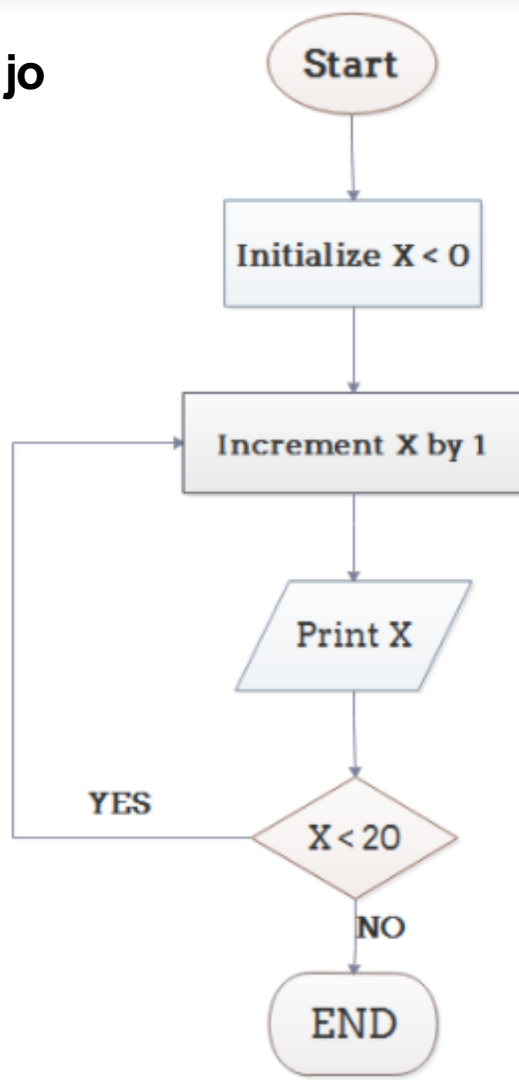 jo
Start
Initialize X < 0
Increment X by 1
Print X
YES
X < 20
NO
END